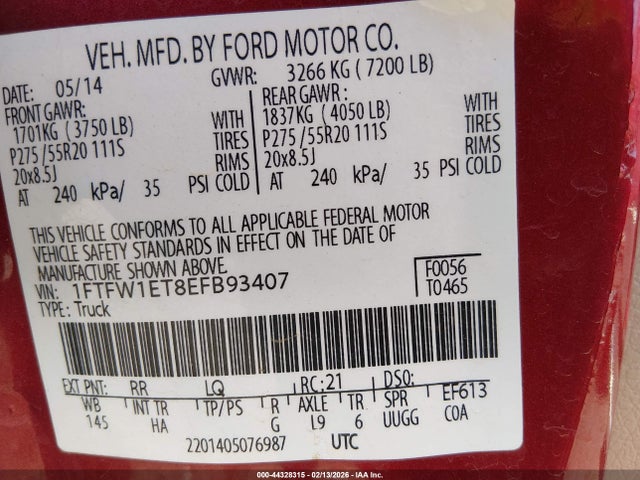 VEH. MFD. BY FORD MOTOR CO.
DATE: 05/14 GVWR: 3266 KG ( 7200 LB)
FRONT GAWR: REAR GAWR :
1701KG ( 3750 LB) WITH 1837KG ( 4050 LB) WITH
P275 /55R20 111S TIRES P275 /55R20 111S TIRES
20x8.5J RIMS 20x8.5J RIMS
AT 240 kPa/ 35 PSI COLD AT 240 kPa/ 35 PSI COLD
THIS VEHICLE CONFORMS TO ALL APPLICABLE FEDERAL MOTOR
VEHICLE SAFETY STANDARDS IN EFFECT ON THE DATE OF
MANUFACTURE SHOWN ABOVE.
VIN: 1FTFW1ET8EFB93407 F0056
TYPE: Truck T0465
EXT PNT: RR LQ RC: 21 DSO: EF613
WB INT TR TP/PS R AXLE TR SPR COA
145 HA G L9 6 UUGG
2201405076987 UTC
000-44328315 - 02/13/2026 - IAA Inc.